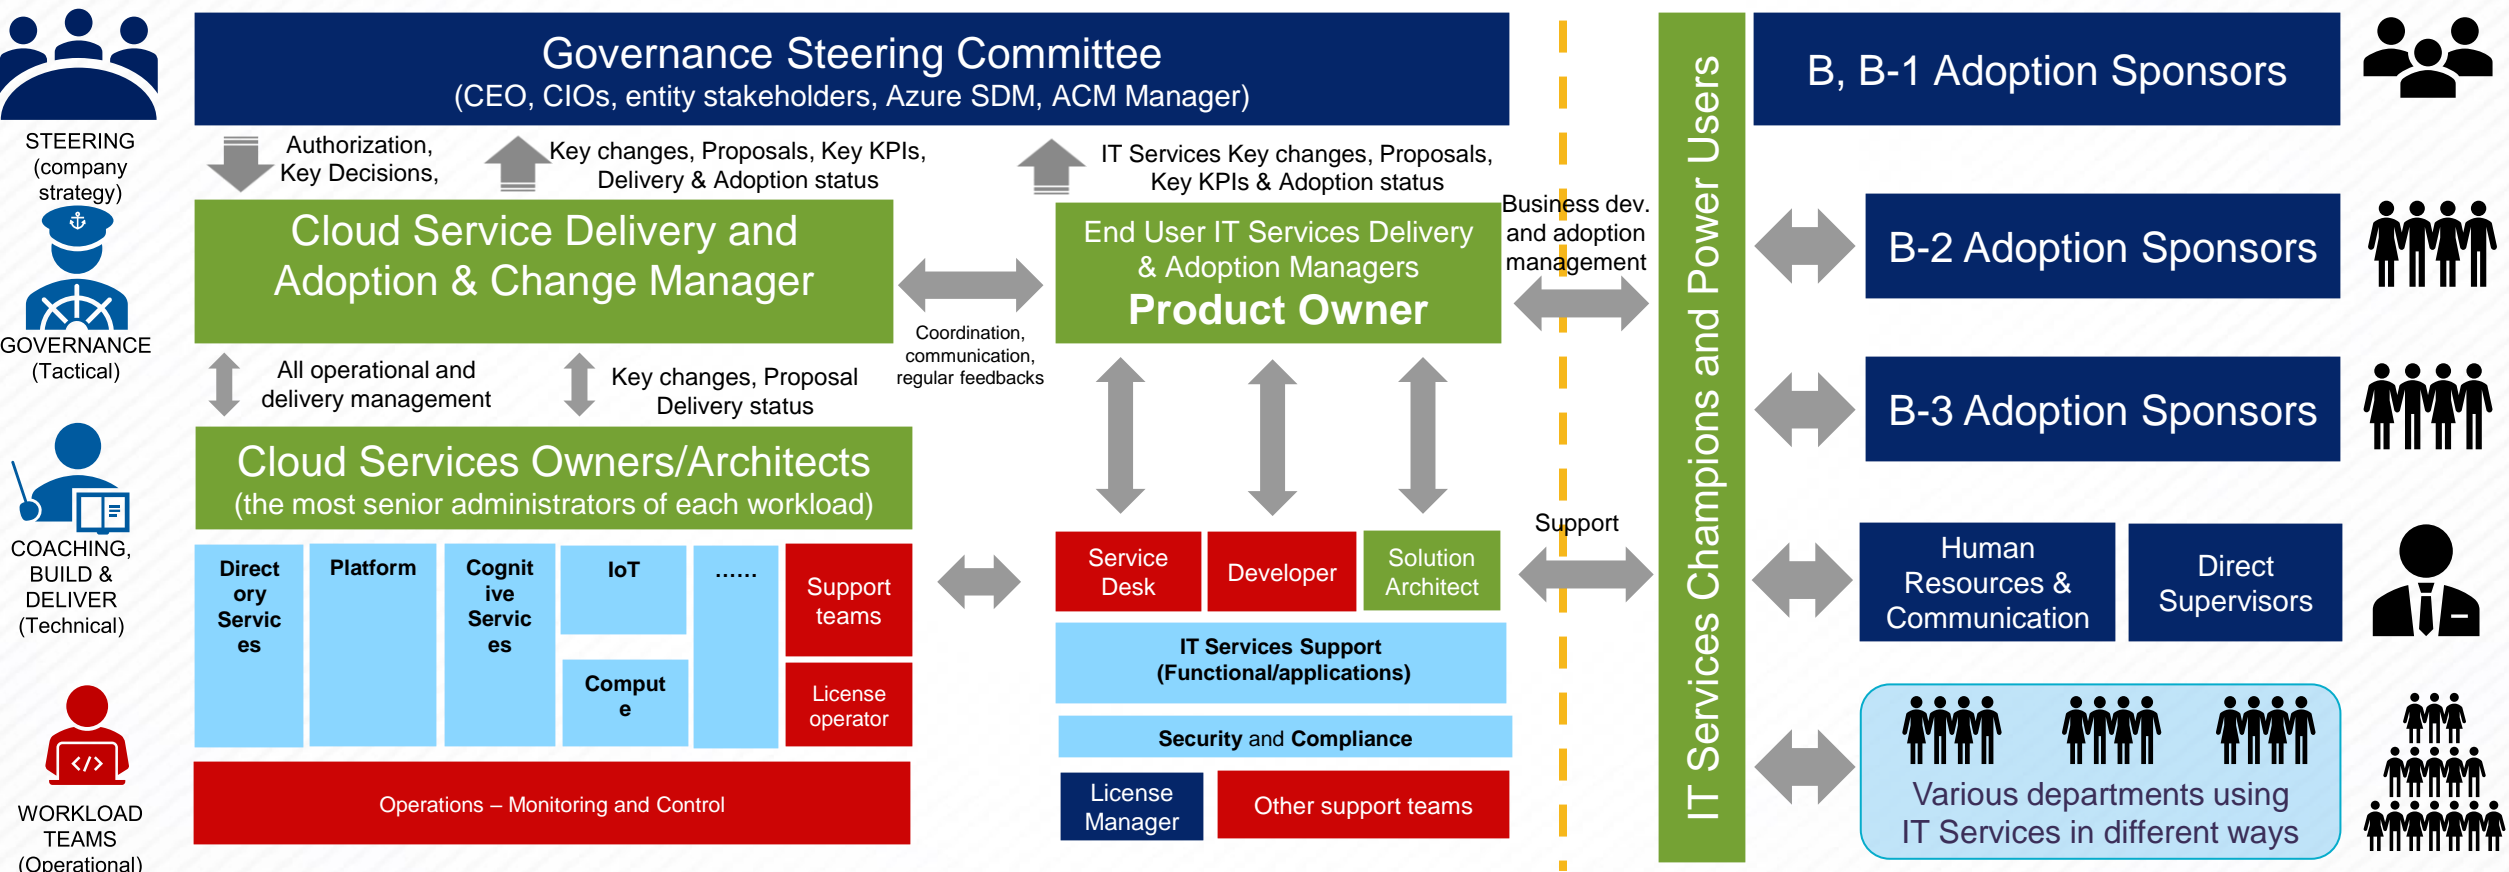 Governance Steering Committee
(CEO, CIOs, entity stakeholders, Azure SDM, ACM Manager)
B, B-1 Adoption Sponsors
STEERING
(company
strategy)
Authorization,
Key Decisions,
Key changes, Proposals, Key KPIs,
Delivery & Adoption status
IT Services Key changes, Proposals,
Key KPIs & Adoption status
Cloud Service Delivery and
Adoption & Change Manager
End User IT Services Delivery
& Adoption Managers
Product Owner
Business dev.
and adoption
management
IT Services Champions and Power Users
B-2 Adoption Sponsors
GOVERNANCE
(Tactical)
Coordination,
communication,
regular feedbacks
All operational and
delivery management
Key changes, Proposal
Delivery status
B-3 Adoption Sponsors
Cloud Services Owners/Architects
(the most senior administrators of each workload)
COACHING,
BUILD &
DELIVER
(Technical)
Direct
ory
Servic
es
Platform
Cognit
ive
Servic
es
IoT
Comput
e
......
Support
teams
License
operator
Service
Desk
Developer
Solution
Architect
Support
Human
Resources &
Communication
Direct
Supervisors
IT Services Support
(Functional/applications)
Security and Compliance
WORKLOAD
TEAMS
(Operational)
Operations – Monitoring and Control
License
Manager
Other support teams
Various departments using
IT Services in different ways